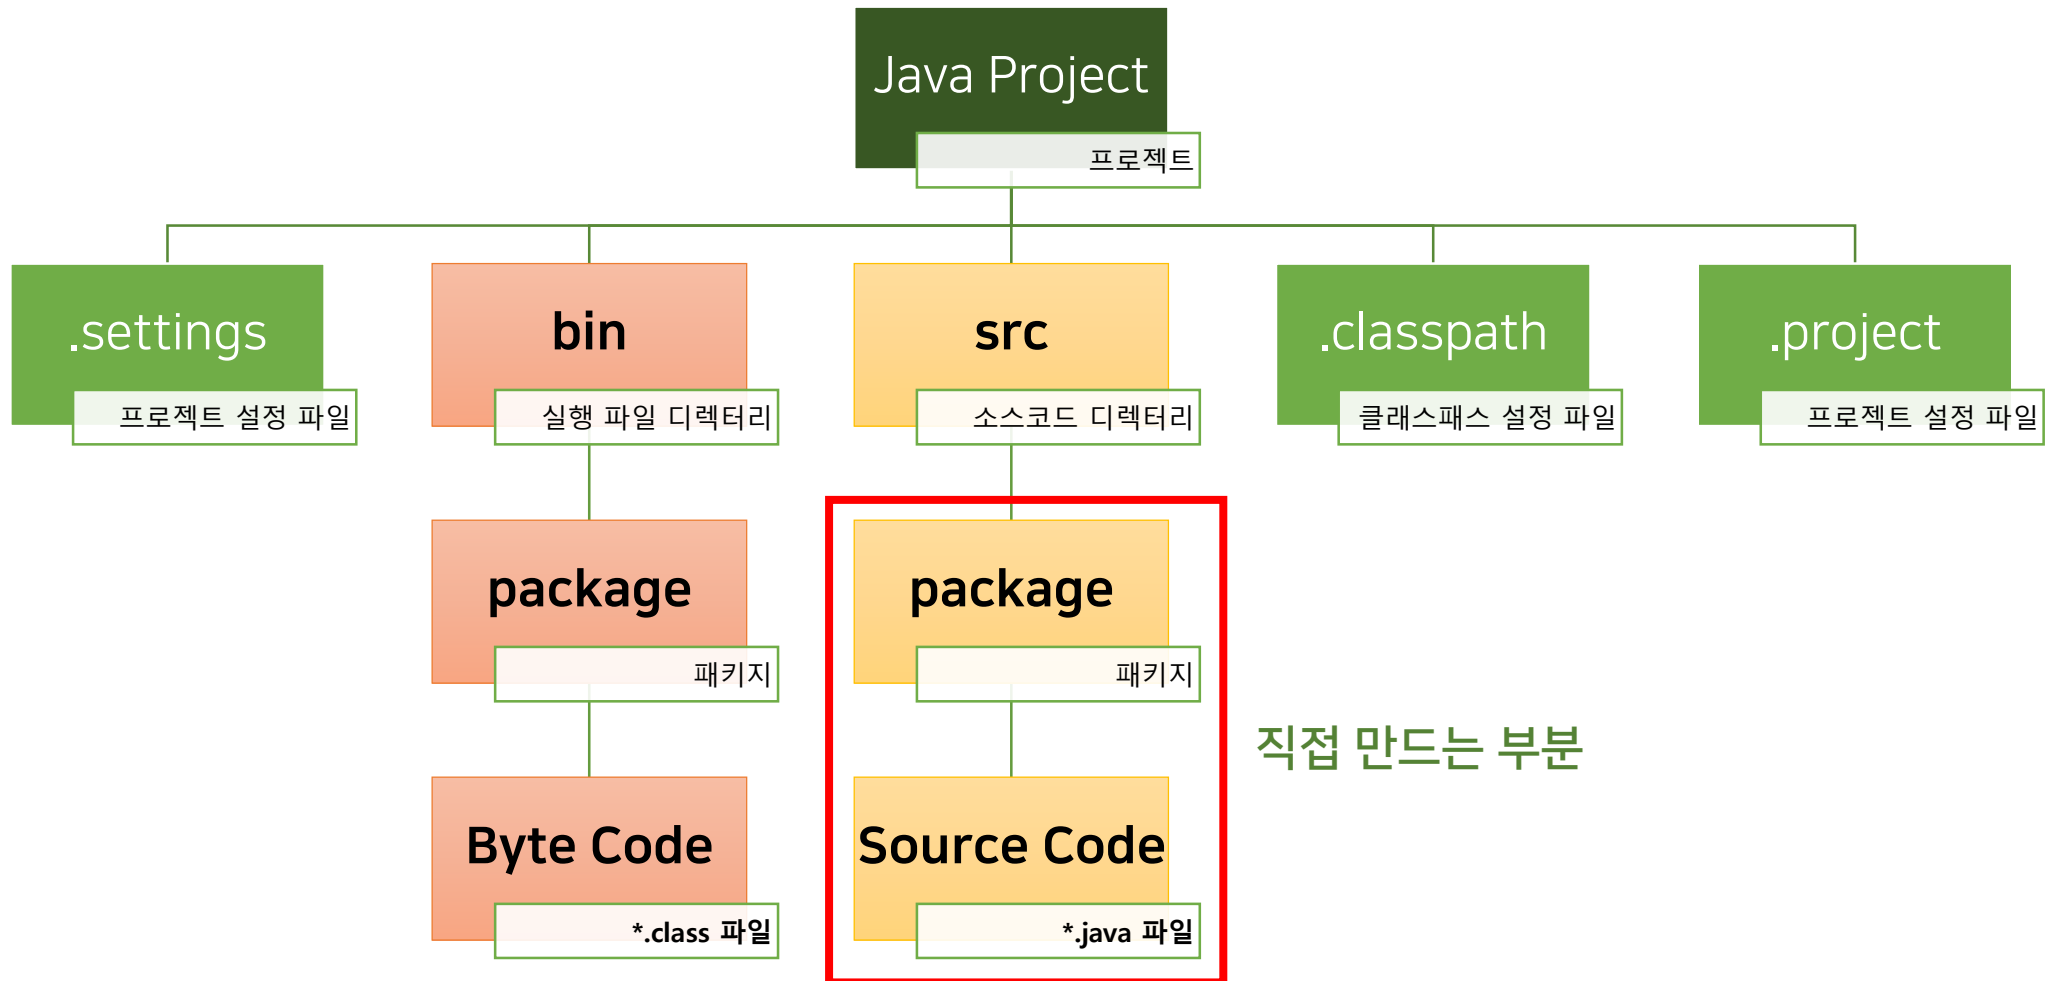 Java Project
프로젝트
.settings
프로젝트 설정 파일
bin
실행 파일 디렉터리
src
소스코드 디렉터리
.classpath
클래스패스 설정 파일
.project
프로젝트 설정 파일
package
패키지
package
패키지
직접 만드는 부분
Byte Code
*.class 파일
Source Code
*.java 파일